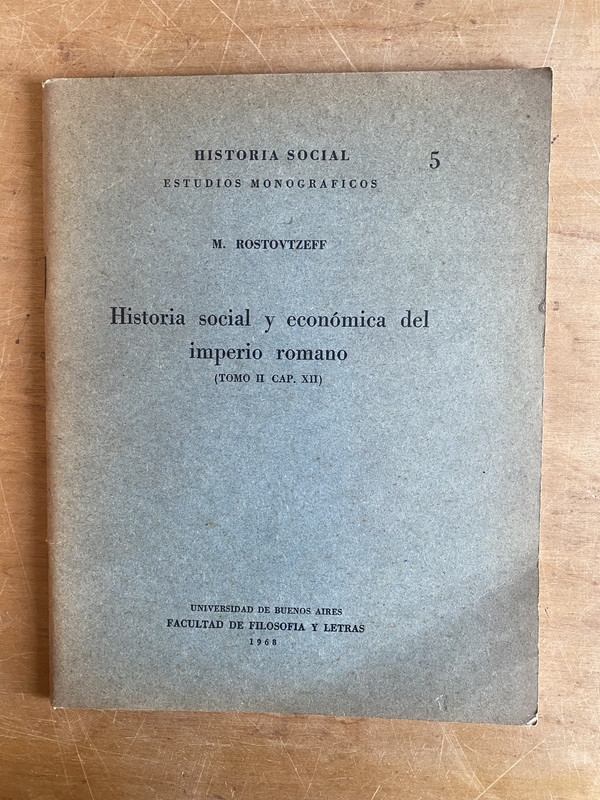 HISTORIA SOCIAL 5
ESTUDIOS MONOGRAFICOS
M. ROSTOVTZEFF
Historia social y económica del
imperio romano
(TOMO II CAP. XII)
UNIVERSIDAD DE BUENOS AIRES
FACULTAD DE FILOSOFIA Y LETRAS
1968